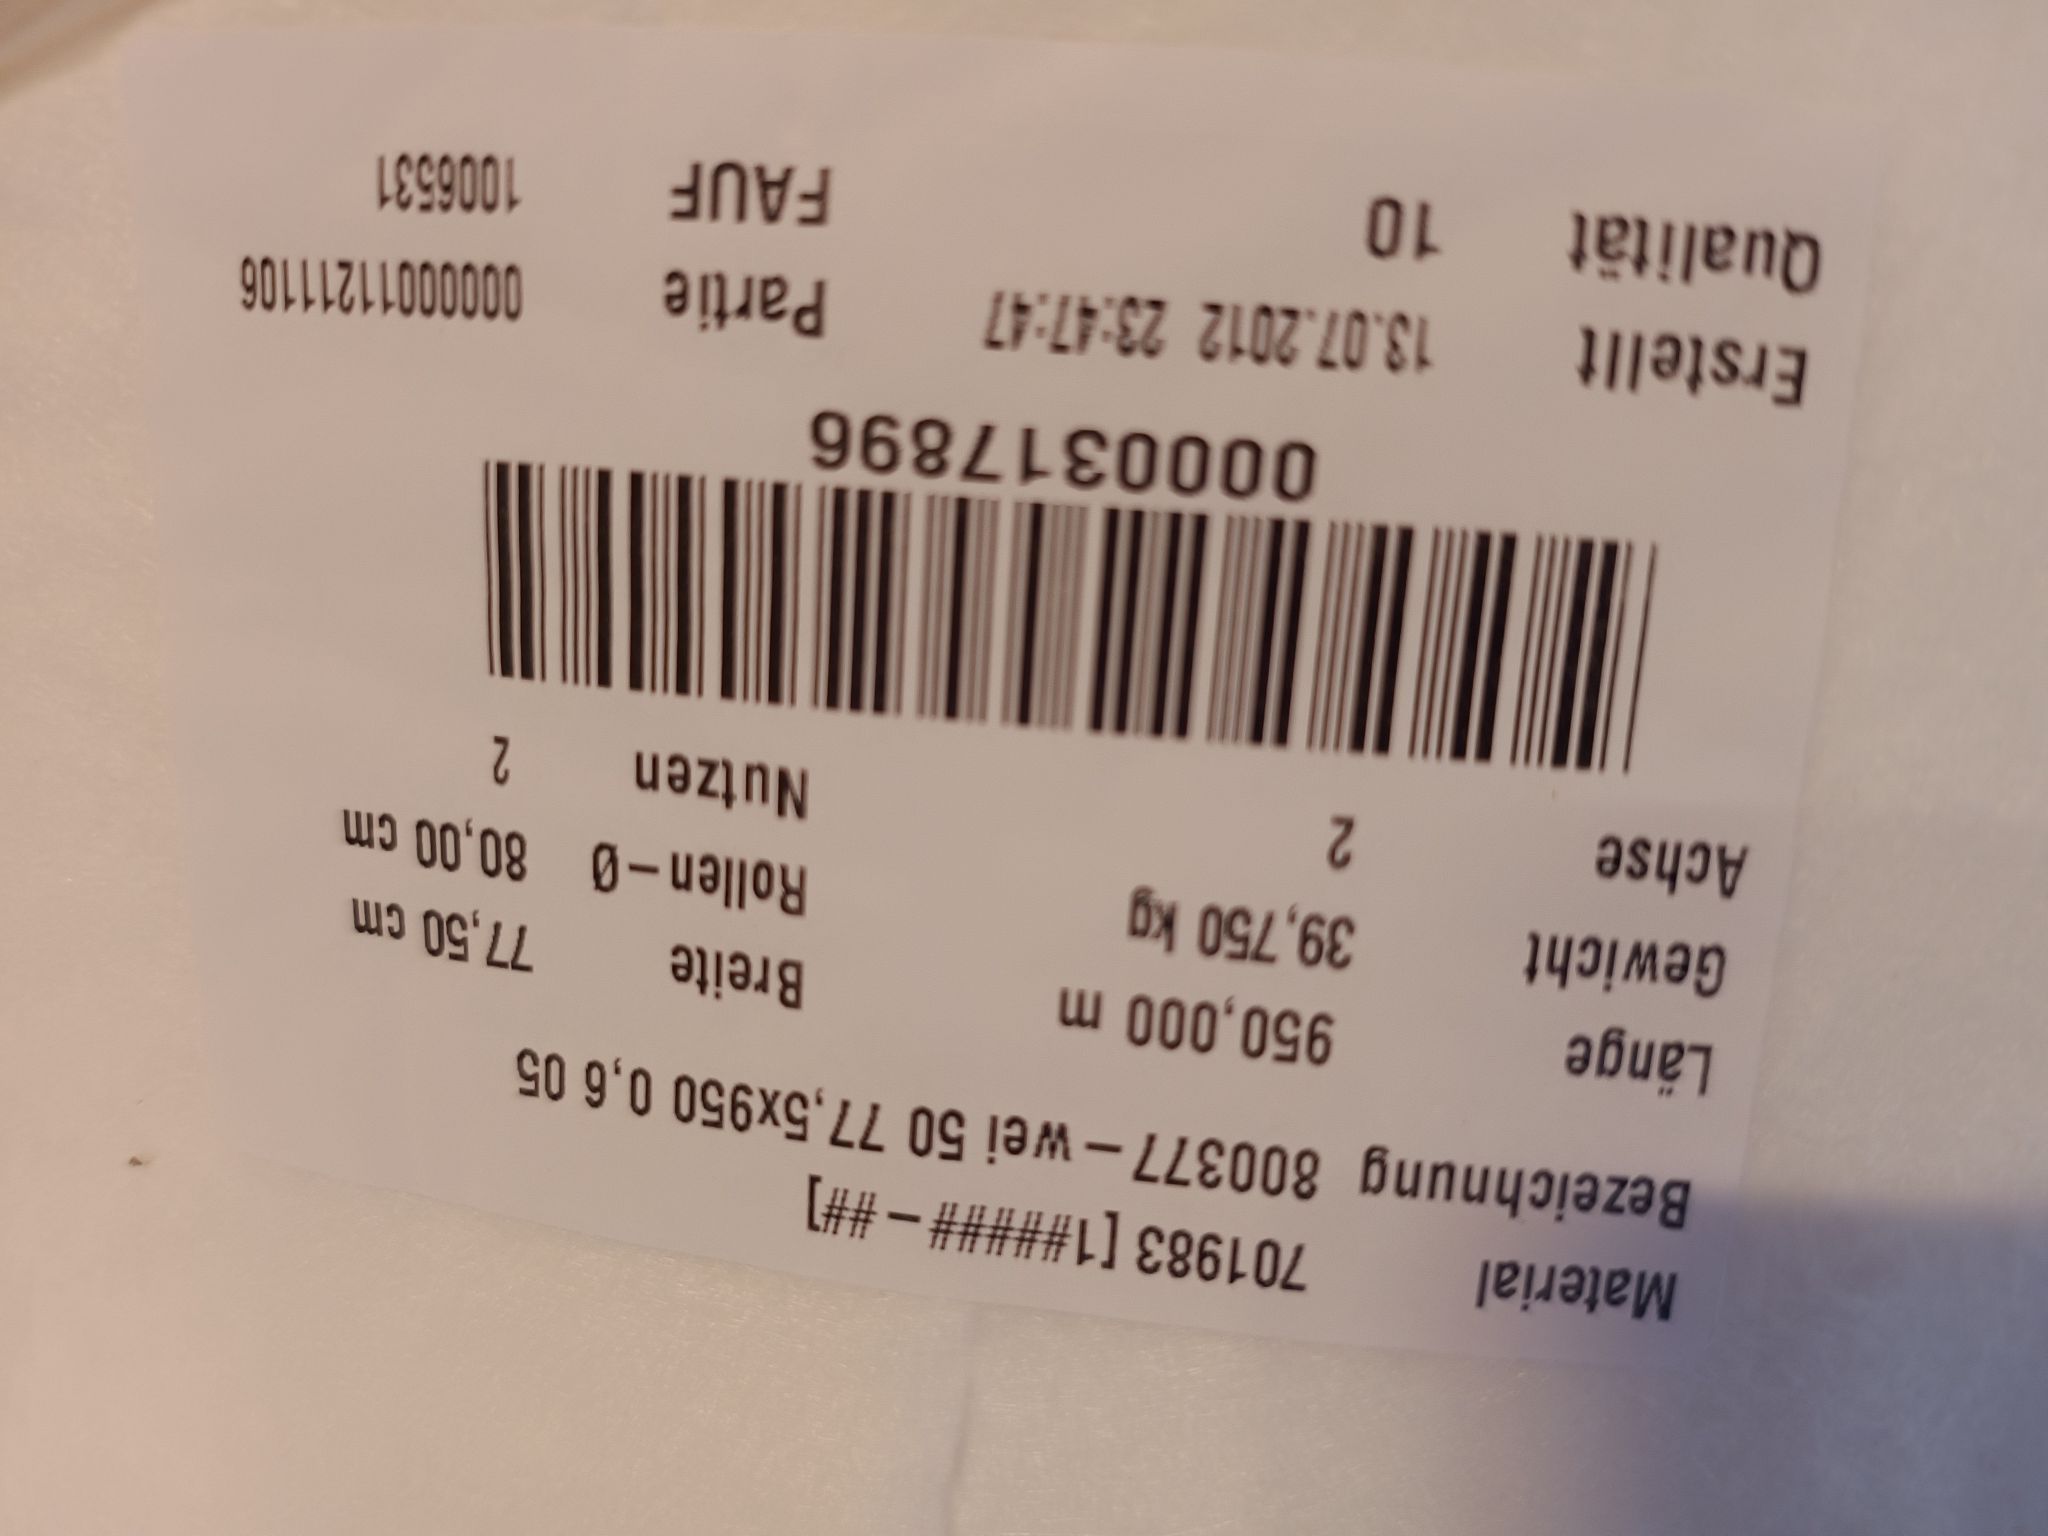 Material 701983 [1#####-##]
Bezeichnung 800377-wei 50 77,5x950 0,6 05
Länge 950,000 m Breite 77,50 cm
Gewicht 39,750 kg Rollen-Ø 80,00 cm
Achse 2 Nutzen 2
0000317896
Erstellt 13.07.2012 23:47:47 Partie 0000011211106
Qualität 10 FAUF 1006531